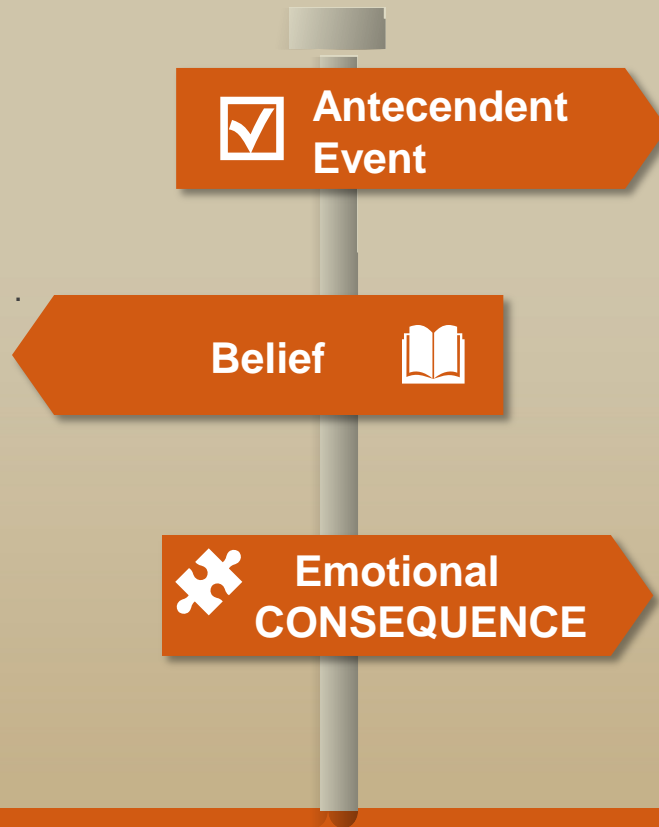 Antecendent
Event
.
Belief
Emotional
CONSEQUENCE